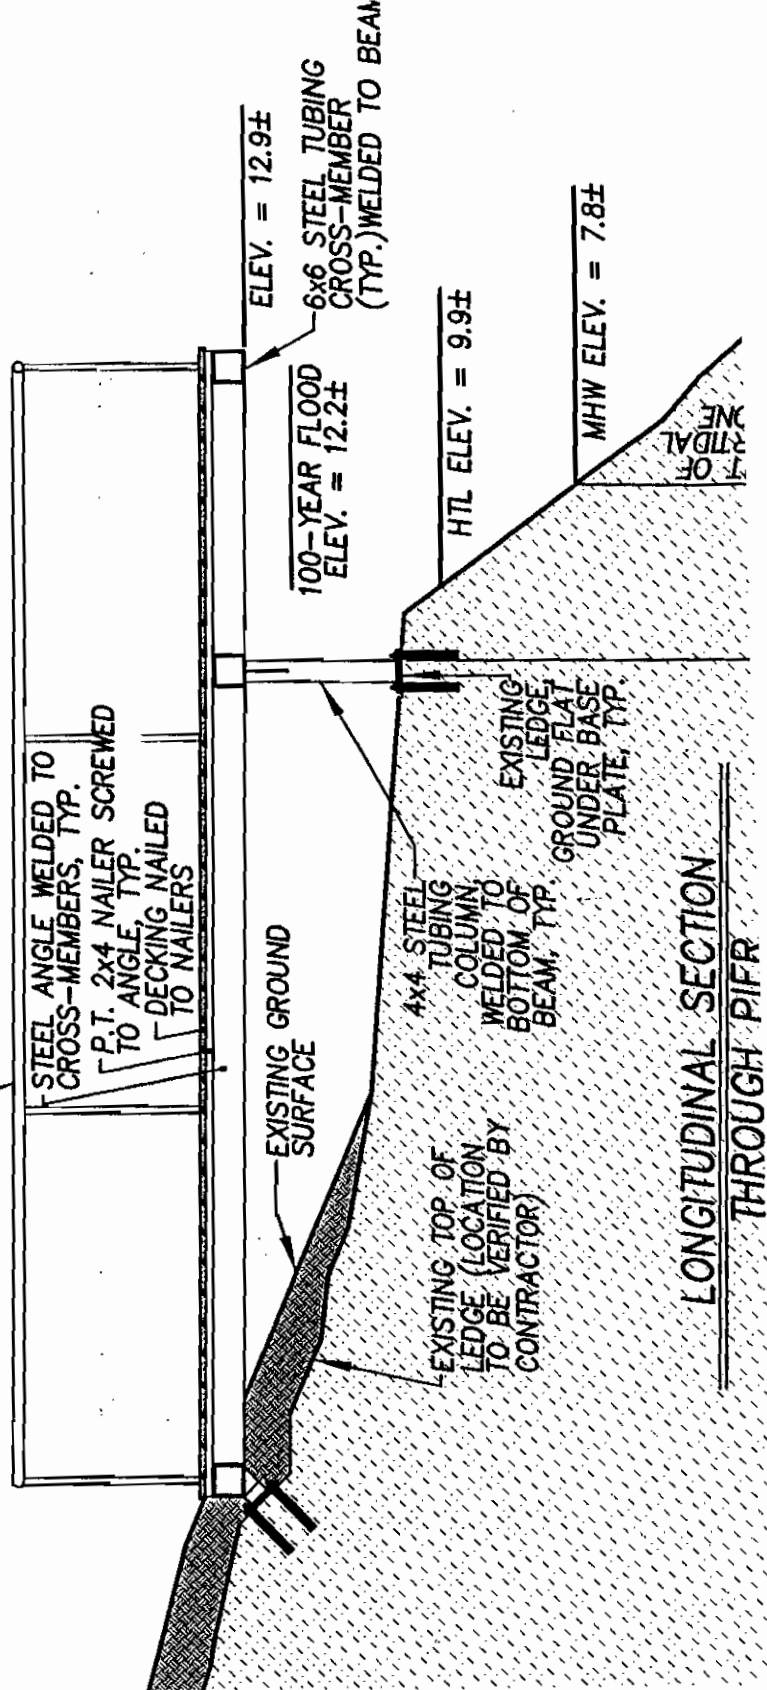 STEEL ANGLE WELDED TO
CROSS-MEMBERS, TYP.
P.T. 2x4 NAILER SCREWED
TO ANGLE, TYP.
DECKING NAILED
TO NAILERS
ELEV. = 12.9±
6x6 STEEL TUBING
CROSS-MEMBER
(TYP.)WELDED TO BEAM
100-YEAR FLOOD
ELEV. = 12.2±
HTL ELEV. = 9.9±
MHW ELEV. = 7.8±
EXISTING GROUND
SURFACE
EXISTING TOP OF
LEDGE (LOCATION
TO BE VERIFIED BY
CONTRACTOR)
4x4 STEEL
TUBING
COLUMN,
WELDED TO
BOTTOM OF
BEAM, TYP.
EXISTING
LEDGE,
GROUND FLAT
UNDER BASE
PLATE, TYP.
OF
LONGITUDINAL SECTION
THROUGH PIER